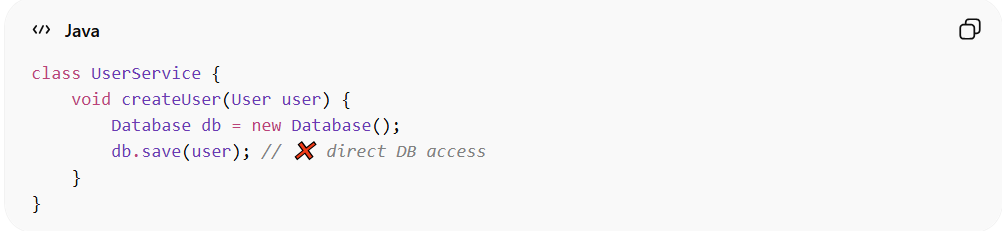 </> Java
class UserService {
    void createUser(User user) {
        Database db = new Database();
        db.save(user); // ❌ direct DB access
    }
}